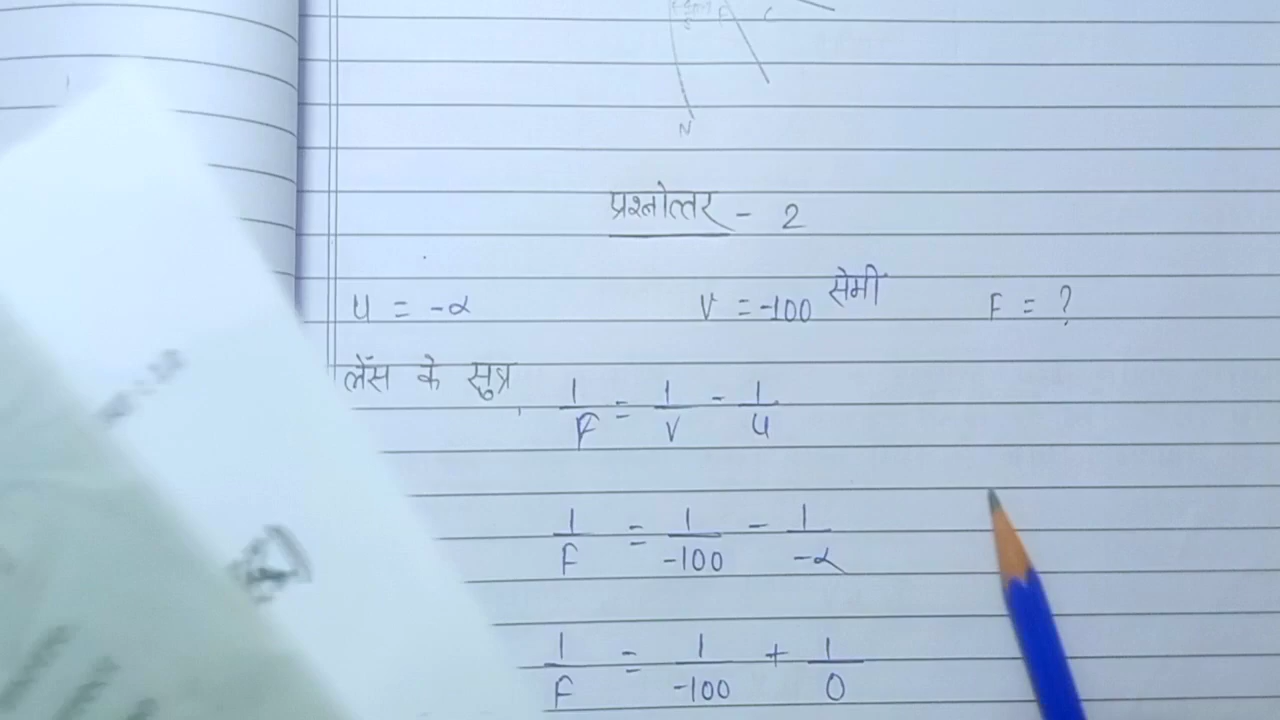 N
प्रश्नोत्तर - 2
u = -α V = -100 सेमी F = ?
लेंस के सुत्र 1/F = 1/V - 1/u
1/F = 1/-100 - 1/-α
1/F = 1/-100 + 1/0